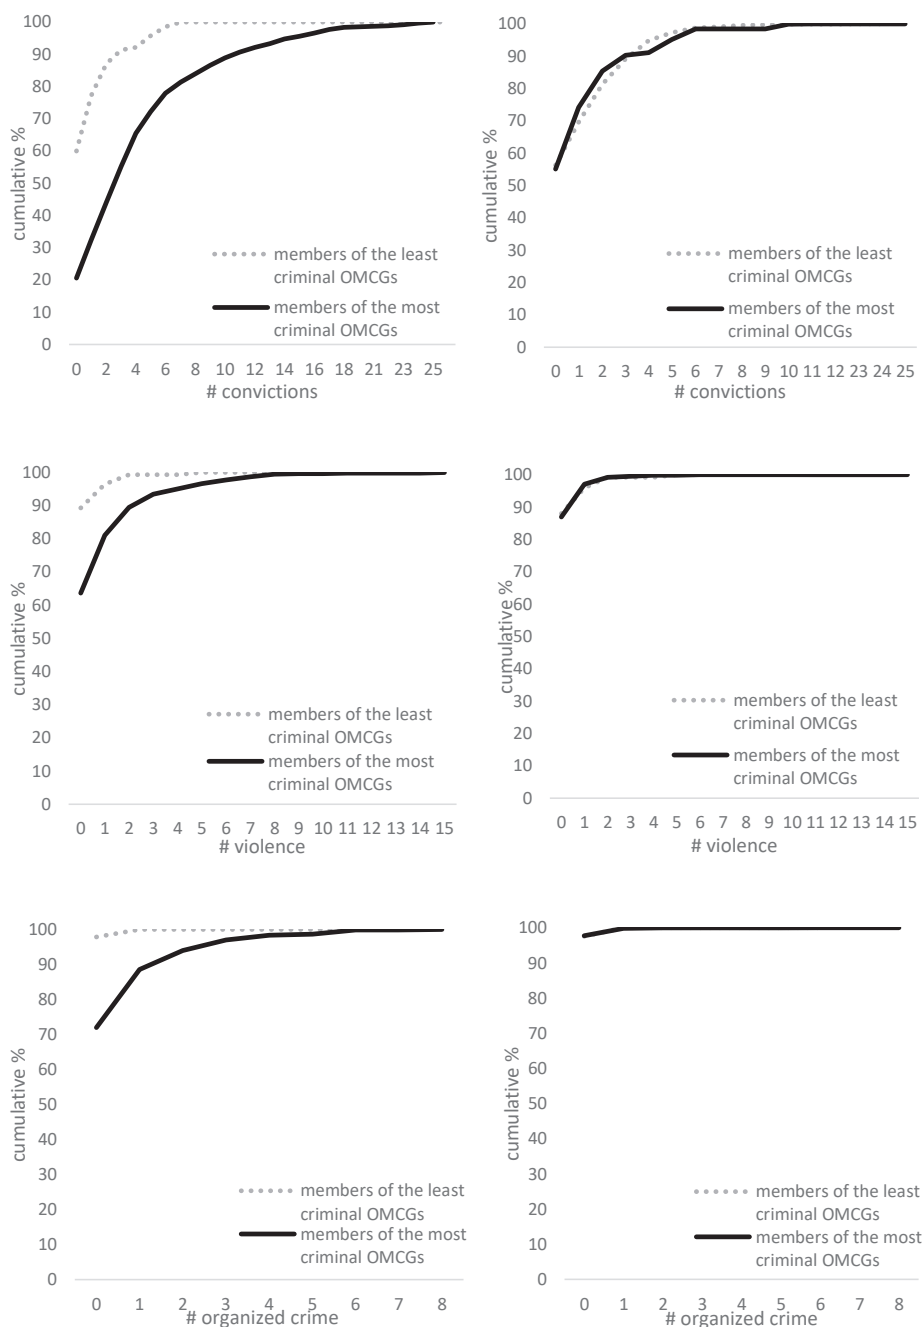 100
90
80
70
60
50
40
30
20
10
0
cumulative %
members of the least
criminal OMCGs
members of the most
criminal OMCGs
0 2 4 6 8 10 12 14 16 18 21 23 25
# convictions
100
90
80
70
60
50
40
30
20
10
0
cumulative %
members of the least
criminal OMCGs
members of the most
criminal OMCGs
0 1 2 3 4 5 6 7 9 10 11 12 23 24 25
# convictions
100
90
80
70
60
50
40
30
20
10
0
cumulative %
members of the least
criminal OMCGs
members of the most
criminal OMCGs
0 1 2 3 4 5 6 7 8 9 10 11 12 13 14 15
# violence
100
90
80
70
60
50
40
30
20
10
0
cumulative %
members of the least
criminal OMCGs
members of the most
criminal OMCGs
0 1 2 3 4 5 6 7 8 9 10 11 12 13 14 15
# violence
100
90
80
70
60
50
40
30
20
10
0
cumulative %
members of the least
criminal OMCGs
members of the most
criminal OMCGs
0 1 2 3 4 5 6 7 8
# organized crime
100
90
80
70
60
50
40
30
20
10
0
cumulative %
members of the least
criminal OMCGs
members of the most
criminal OMCGs
0 1 2 3 4 5 6 7 8
# organized crime